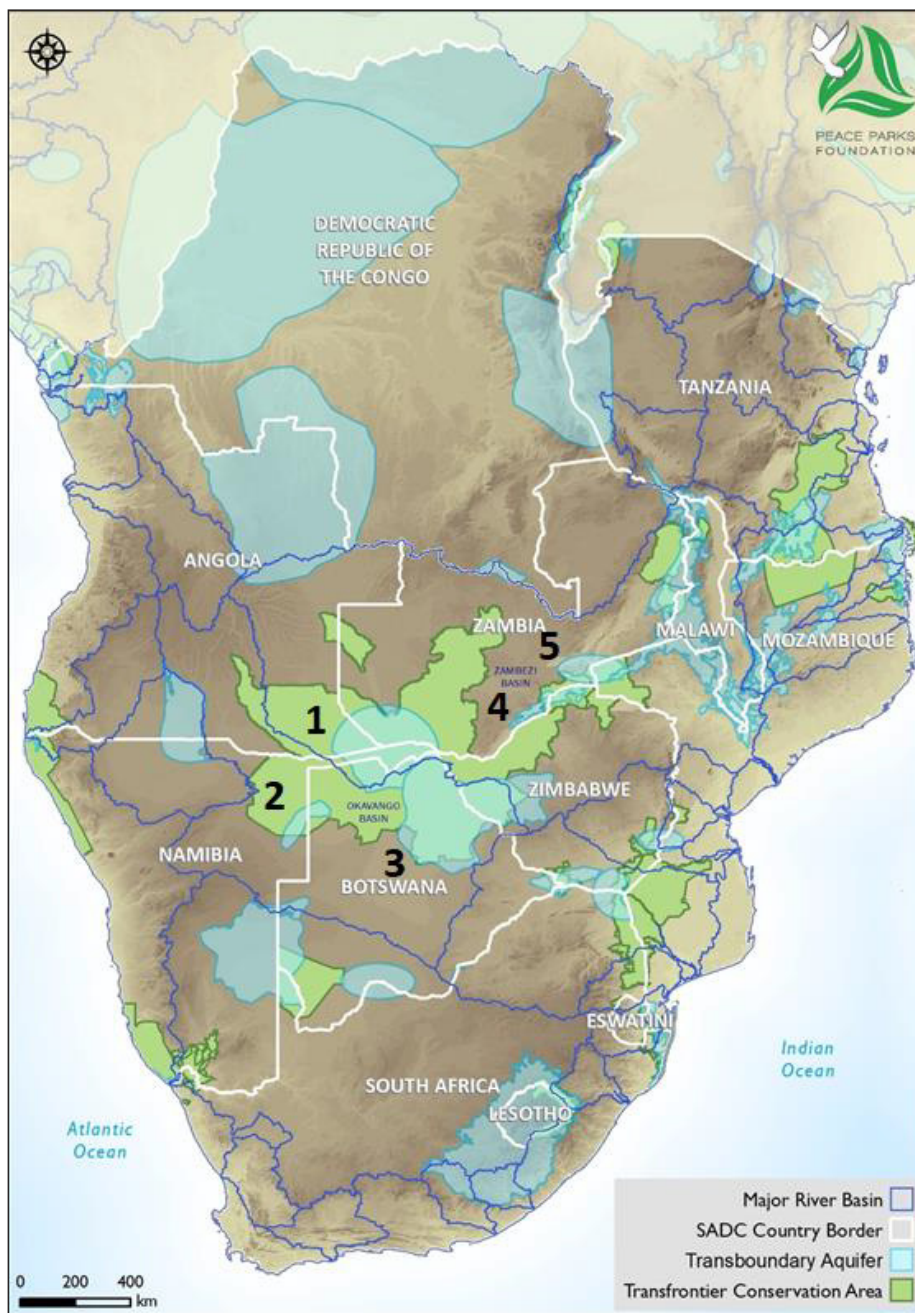 PEACE PARKS
FOUNDATION
DEMOCRATIC
REPUBLIC OF
THE CONGO
TANZANIA
ANGOLA
ZAMBIA
5
MALAWI
MOZAMBIQUE
ZAMBEZI
BASIN
4
1
2
ZIMBABWE
OKAVANGO
BASIN
NAMIBIA
3
BOTSWANA
ESWATINI
Indian
Ocean
SOUTH AFRICA
LESOTHO
Atlantic
Ocean
Major River Basin
SADC Country Border
Transboundary Aquifer
Transfrontier Conservation Area
0 200 400
km